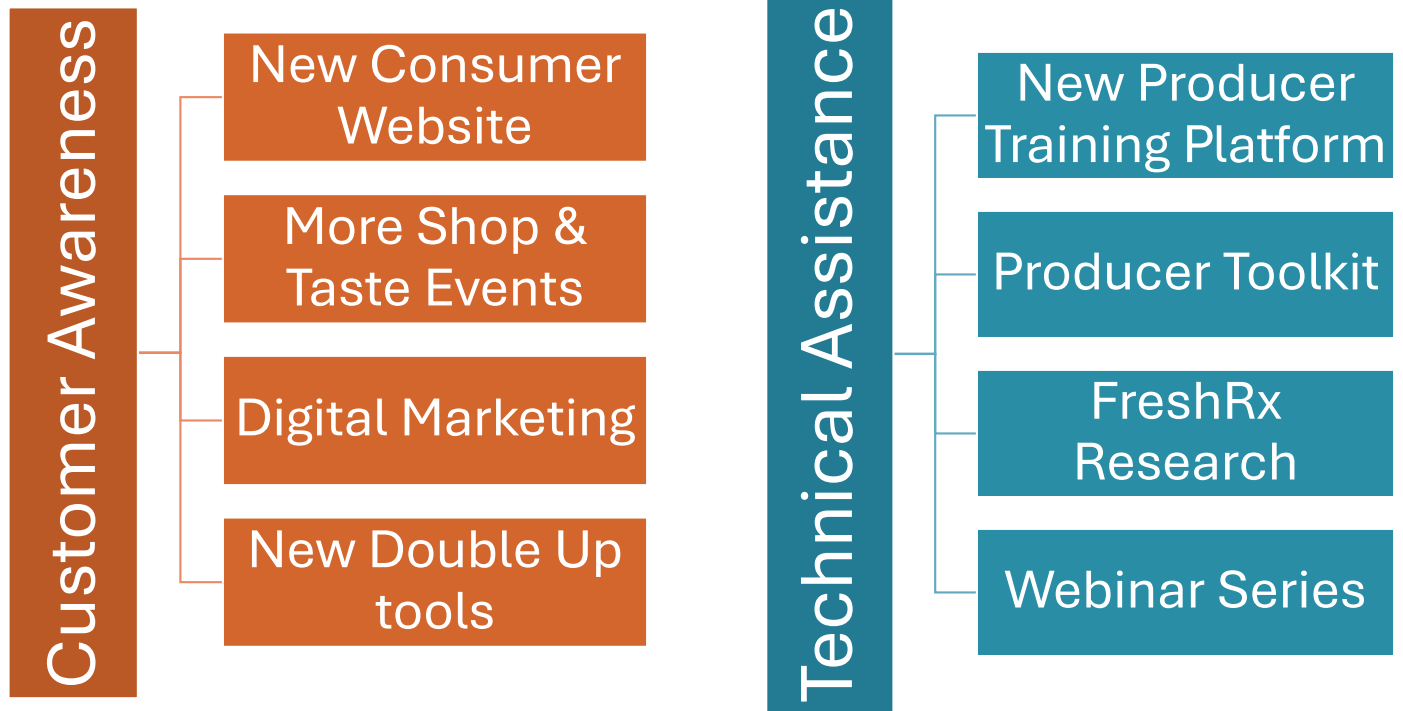 Customer Awareness
New Consumer
Website
More Shop &
Taste Events
Digital Marketing
New Double Up
tools
Technical Assistance
New Producer
Training Platform
Producer Toolkit
FreshRx
Research
Webinar Series